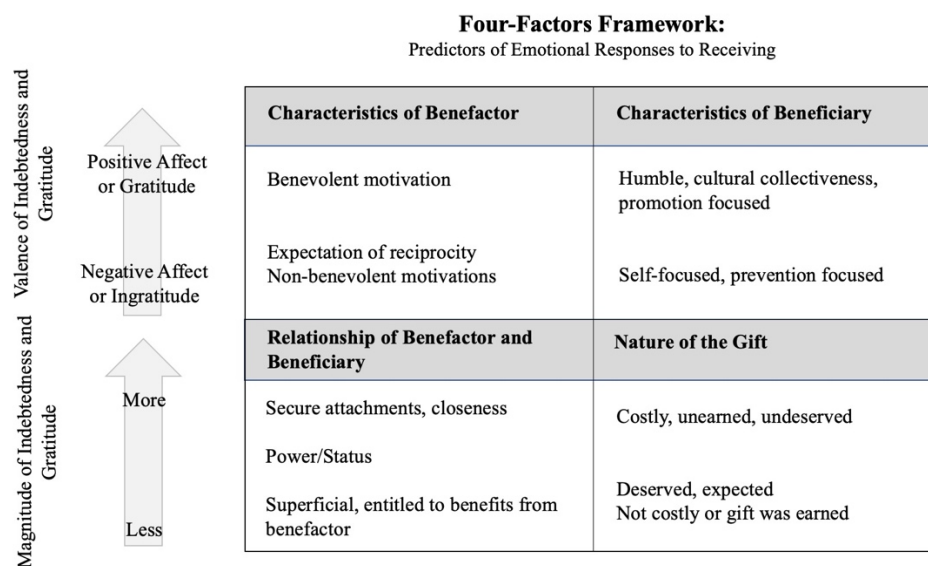 Four-Factors Framework:
Predictors of Emotional Responses to Receiving
Valence of Indebtedness and
Gratitude
Positive Affect
or Gratitude
Negative Affect
or Ingratitude
Characteristics of Benefactor
Characteristics of Beneficiary
Benevolent motivation
Humble, cultural collectiveness,
promotion focused
Expectation of reciprocity
Non-benevolent motivations
Self-focused, prevention focused
Magnitude of Indebtedness and
Gratitude
More
Less
Relationship of Benefactor and
Beneficiary
Nature of the Gift
Secure attachments, closeness
Costly, unearned, undeserved
Power/Status
Superficial, entitled to benefits from
benefactor
Deserved, expected
Not costly or gift was earned